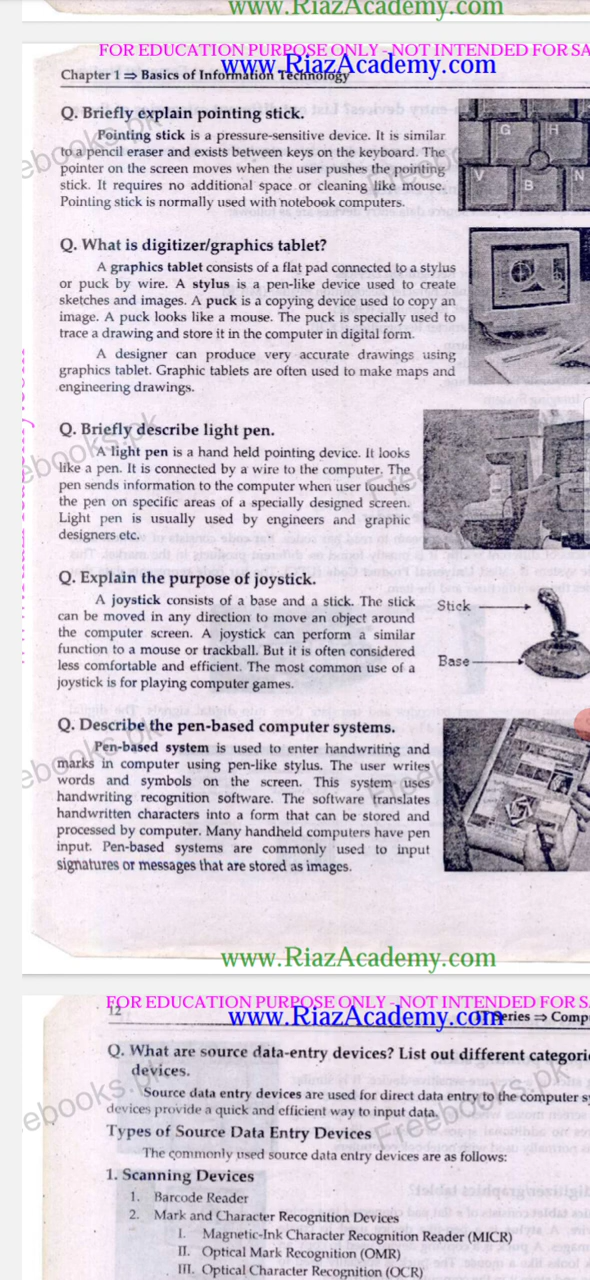 www.RiazAcademy.com
FOR EDUCATION PURPOSE ONLY - NOT INTENDED FOR SA
www.RiazAcademy.com
Chapter 1 ⇒ Basics of Information Technology
Q. Briefly explain pointing stick.
Pointing stick is a pressure-sensitive device. It is similar
to a pencil eraser and exists between keys on the keyboard. The
pointer on the screen moves when the user pushes the pointing
stick. It requires no additional space or cleaning like mouse.
Pointing stick is normally used with notebook computers.
G H
V B N
Q. What is digitizer/graphics tablet?
A graphics tablet consists of a flat pad connected to a stylus
or puck by wire. A stylus is a pen-like device used to create
sketches and images. A puck is a copying device used to copy an
image. A puck looks like a mouse. The puck is specially used to
trace a drawing and store it in the computer in digital form.
A designer can produce very accurate drawings using
graphics tablet. Graphic tablets are often used to make maps and
engineering drawings.
Q. Briefly describe light pen.
A light pen is a hand held pointing device. It looks
like a pen. It is connected by a wire to the computer. The
pen sends information to the computer when user touches
the pen on specific areas of a specially designed screen.
Light pen is usually used by engineers and graphic
designers etc.
Q. Explain the purpose of joystick.
A joystick consists of a base and a stick. The stick
can be moved in any direction to move an object around
the computer screen. A joystick can perform a similar
function to a mouse or trackball. But it is often considered
less comfortable and efficient. The most common use of a
joystick is for playing computer games.
Stick
Base
Q. Describe the pen-based computer systems.
Pen-based system is used to enter handwriting and
marks in computer using pen-like stylus. The user writes
words and symbols on the screen. This system uses
handwriting recognition software. The software translates
handwritten characters into a form that can be stored and
processed by computer. Many handheld computers have pen
input. Pen-based systems are commonly used to input
signatures or messages that are stored as images.
www.RiazAcademy.com
FOR EDUCATION PURPOSE ONLY - NOT INTENDED FOR S
www.RiazAcademy.com
12 Series ⇒ Comp
Q. What are source data-entry devices? List out different categori
devices.
Source data entry devices are used for direct data entry to the computer s
devices provide a quick and efficient way to input data.
Types of Source Data Entry Devices
The commonly used source data entry devices are as follows:
1. Scanning Devices
1. Barcode Reader
2. Mark and Character Recognition Devices
I. Magnetic-Ink Character Recognition Reader (MICR)
II. Optical Mark Recognition (OMR)
III. Optical Character Recognition (OCR)